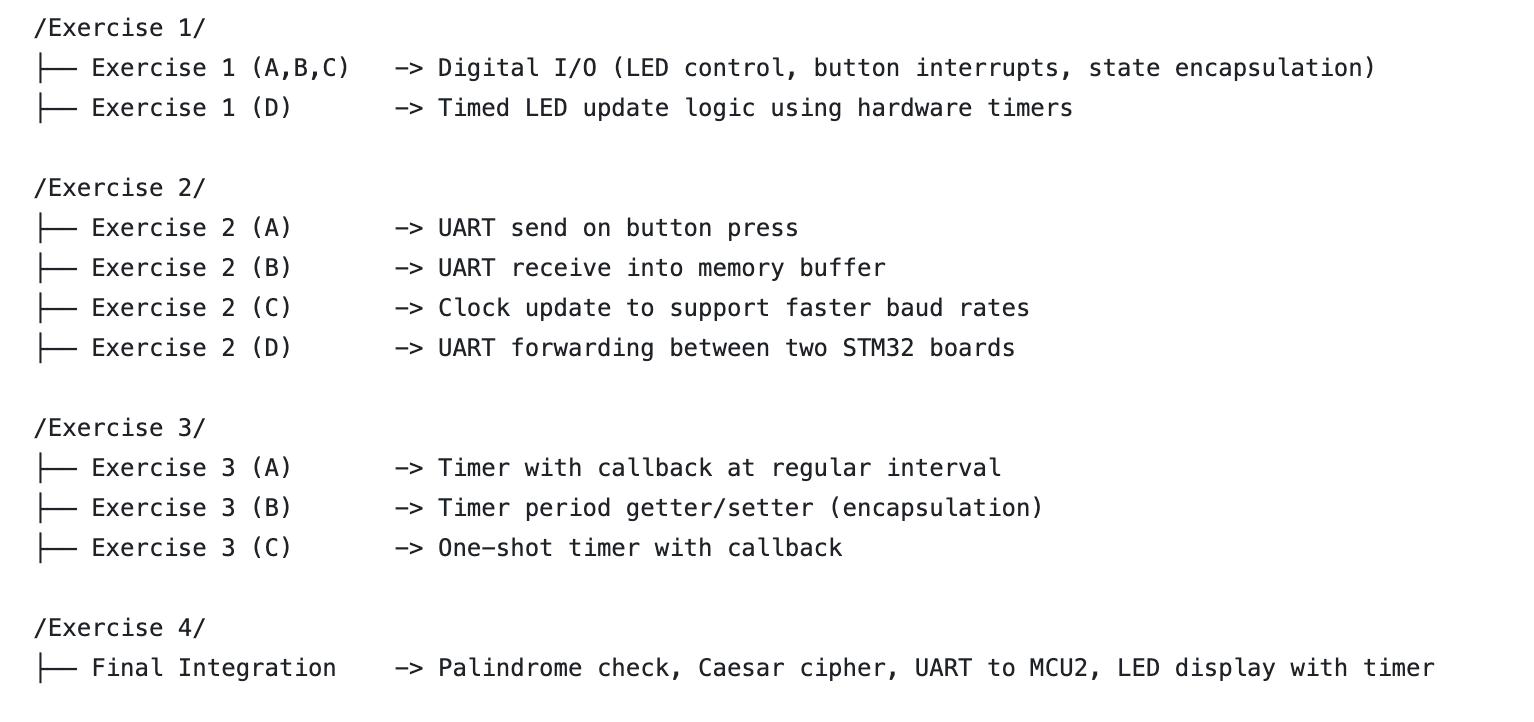 /Exercise 1/
├── Exercise 1 (A,B,C)   -> Digital I/O (LED control, button interrupts, state encapsulation)
├── Exercise 1 (D)       -> Timed LED update logic using hardware timers
/Exercise 2/
├── Exercise 2 (A)       -> UART send on button press
├── Exercise 2 (B)       -> UART receive into memory buffer
├── Exercise 2 (C)       -> Clock update to support faster baud rates
├── Exercise 2 (D)       -> UART forwarding between two STM32 boards
/Exercise 3/
├── Exercise 3 (A)       -> Timer with callback at regular interval
├── Exercise 3 (B)       -> Timer period getter/setter (encapsulation)
├── Exercise 3 (C)       -> One-shot timer with callback
/Exercise 4/
├── Final Integration    -> Palindrome check, Caesar cipher, UART to MCU2, LED display with timer